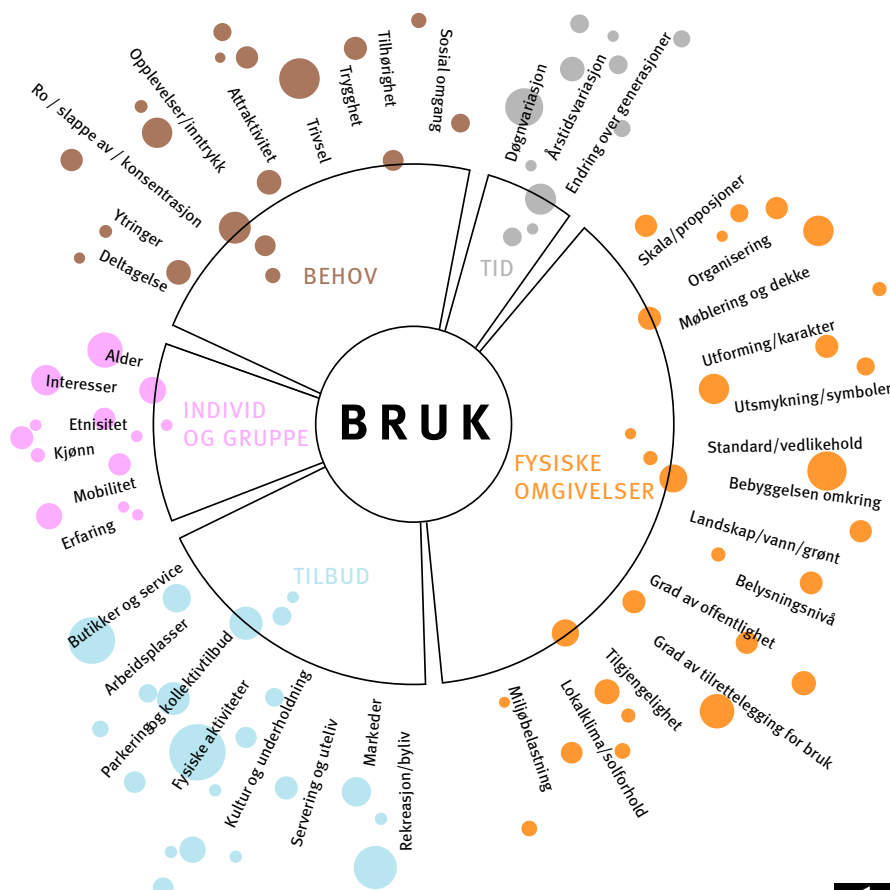 BRUK
BEHOV
Deltagelse
Ytringer
Ro / slappe av / konsentrasjon
Opplevelser/inntrykk
Attraktivitet
Trivsel
Trygghet
Tilhørighet
Sosial omgang
TID
Døgnvariasjon
Årstidsvariasjon
Endring over generasjoner
FYSISKE
OMGIVELSER
Skala/proposjoner
Organisering
Møblering og dekke
Utforming/karakter
Utsmykning/symboler
Standard/vedlikehold
Bebyggelsen omkring
Landskap/vann/grønt
Belysningsnivå
Grad av offentlighet
Grad av tilrettelegging for bruk
Tilgjengelighet
Lokalklima/solforhold
Miljøbelastning
TILBUD
Rekreasjon/byliv
Markeder
Servering og uteliv
Kultur og underholdning
Fysiske aktiviteter
Parkering og kollektivtilbud
Arbeidsplasser
Butikker og service
INDIVID
OG GRUPPE
Erfaring
Mobilitet
Kjønn
Etnisitet
Interesser
Alder